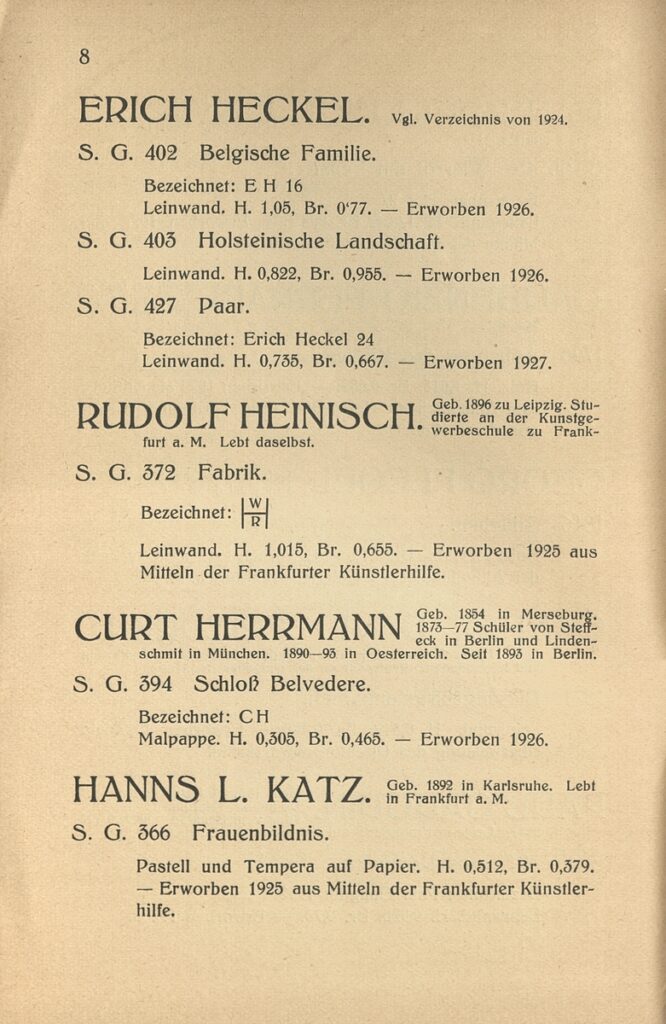 8
ERICH HECKEL. Vgl. Verzeichnis von 1924.
S. G. 402 Belgische Familie.
Bezeichnet: E H 16
Leinwand. H. 1,05, Br. 0'77. — Erworben 1926.
S. G. 403 Holsteinische Landschaft.
Leinwand. H. 0,822, Br. 0,955. — Erworben 1926.
S. G. 427 Paar.
Bezeichnet: Erich Heckel 24
Leinwand. H. 0,735, Br. 0,667. — Erworben 1927.
RUDOLF HEINISCH. Geb. 1896 zu Leipzig. Stu-
dierte an der Kunstge-
werbeschule zu Frank-
furt a. M. Lebt daselbst.
S. G. 372 Fabrik.
Bezeichnet: W R
Leinwand. H. 1,015, Br. 0,655. — Erworben 1925 aus
Mitteln der Frankfurter Künstlerhilfe.
CURT HERRMANN Geb. 1854 in Merseburg.
1873—77 Schüler von Steff-
eck in Berlin und Linden-
schmit in München. 1890—93 in Oesterreich. Seit 1893 in Berlin.
S. G. 394 Schloß Belvedere.
Bezeichnet: C H
Malpappe. H. 0,305, Br. 0,465. — Erworben 1926.
HANNS L. KATZ. Geb. 1892 in Karlsruhe. Lebt
in Frankfurt a. M.
S. G. 366 Frauenbildnis.
Pastell und Tempera auf Papier. H. 0,512, Br. 0,379.
— Erworben 1925 aus Mitteln der Frankfurter Künstler-
hilfe.